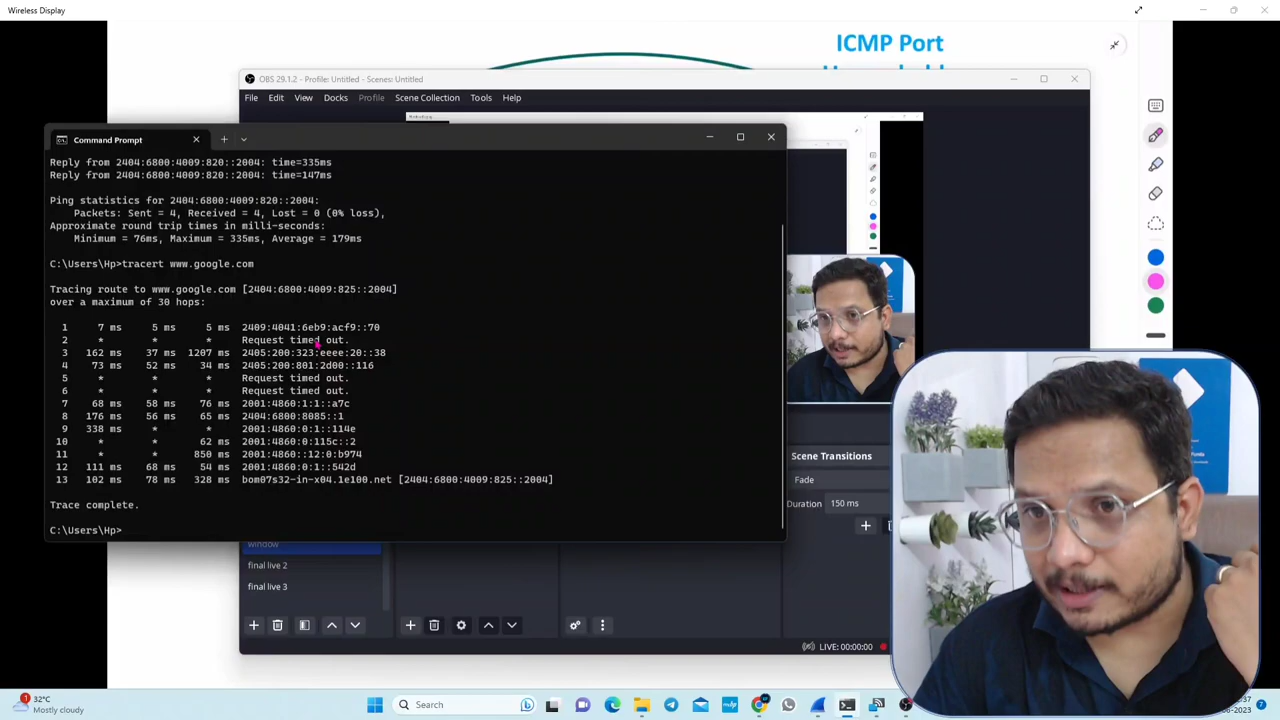 Wireless Display
ICMP Port
OBS 29.1.2 - Profile: Untitled - Scenes: Untitled
File Edit View Docks Profile Scene Collection Tools Help
Command Prompt
Reply from 2404:6800:4009:820::2004: time=335ms
Reply from 2404:6800:4009:820::2004: time=147ms
Ping statistics for 2404:6800:4009:820::2004:
Packets: Sent = 4, Received = 4, Lost = 0 (0% loss),
Approximate round trip times in milli-seconds:
Minimum = 76ms, Maximum = 335ms, Average = 179ms
C:\Users\Hp>tracert www.google.com
Tracing route to www.google.com [2404:6800:4009:825::2004]
over a maximum of 30 hops:
1 7 ms 5 ms 5 ms 2409:4041:6eb9:acf9::70
2 * * * Request timed out.
3 162 ms 37 ms 1207 ms 2405:200:323:eeee:20::38
4 73 ms 52 ms 34 ms 2405:200:801:2d00::116
5 * * * Request timed out.
6 * * * Request timed out.
7 68 ms 58 ms 76 ms 2001:4860:1:1::a7c
8 176 ms 56 ms 65 ms 2404:6800:8085::1
9 338 ms * * 2001:4860:0:1::114e
10 * * 62 ms 2001:4860:0:115c::2
11 * * 850 ms 2001:4860::12:0:b974
12 111 ms 68 ms 54 ms 2001:4860:0:1::542d
13 102 ms 78 ms 328 ms bom07s32-in-x04.1e100.net [2404:6800:4009:825::2004]
Trace complete.
C:\Users\Hp>
window
final live 2
final live 3
Scene Transitions
Fade
Duration 150 ms
LIVE: 00:00:00
1
32°C
Mostly cloudy
Search
7